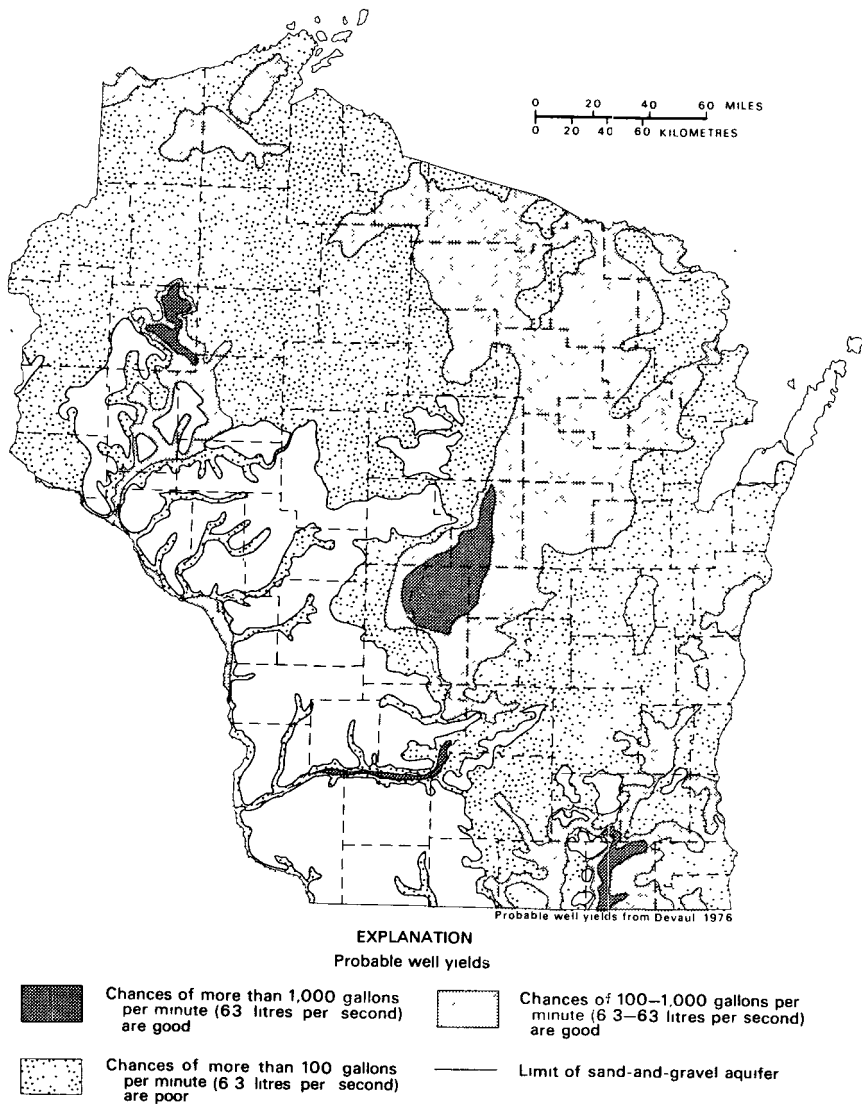 0 20 40 60 MILES
0 20 40 60 KILOMETRES
Probable well yields from Devaul 1976
EXPLANATION
Probable well yields
Chances of more than 1,000 gallons
per minute (63 litres per second)
are good
Chances of 100–1,000 gallons per
minute (6 3–63 litres per second)
are good
Chances of more than 100 gallons
per minute (6 3 litres per second)
are poor
Limit of sand-and-gravel aquifer